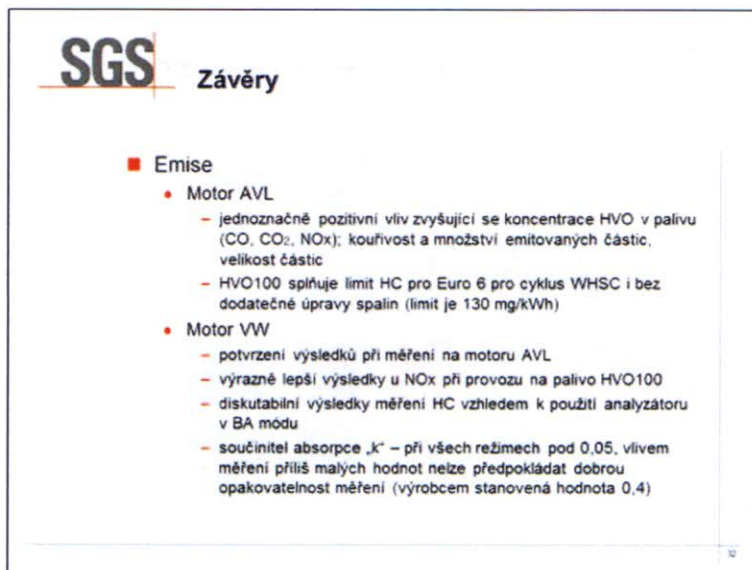 SGS
Závěry
Emise
Motor AVL
– jednoznačně pozitivní vliv zvyšující se koncentrace HVO v palivu
(CO, CO₂, NOx); kouřivost a množství emitovaných částic,
velikost částic
– HVO100 splňuje limit HC pro Euro 6 pro cyklus WHSC i bez
dodatečné úpravy spalin (limit je 130 mg/kWh)
Motor VW
– potvrzení výsledků při měření na motoru AVL
– výrazně lepší výsledky u NOx při provozu na palivo HVO100
– diskutabilní výsledky měření HC vzhledem k použití analyzátoru
v BA módu
– součinitel absorpce „k“ – při všech režimech pod 0,05, vlivem
měření příliš malých hodnot nelze předpokládat dobrou
opakovatelnost měření (výrobcem stanovená hodnota 0,4)